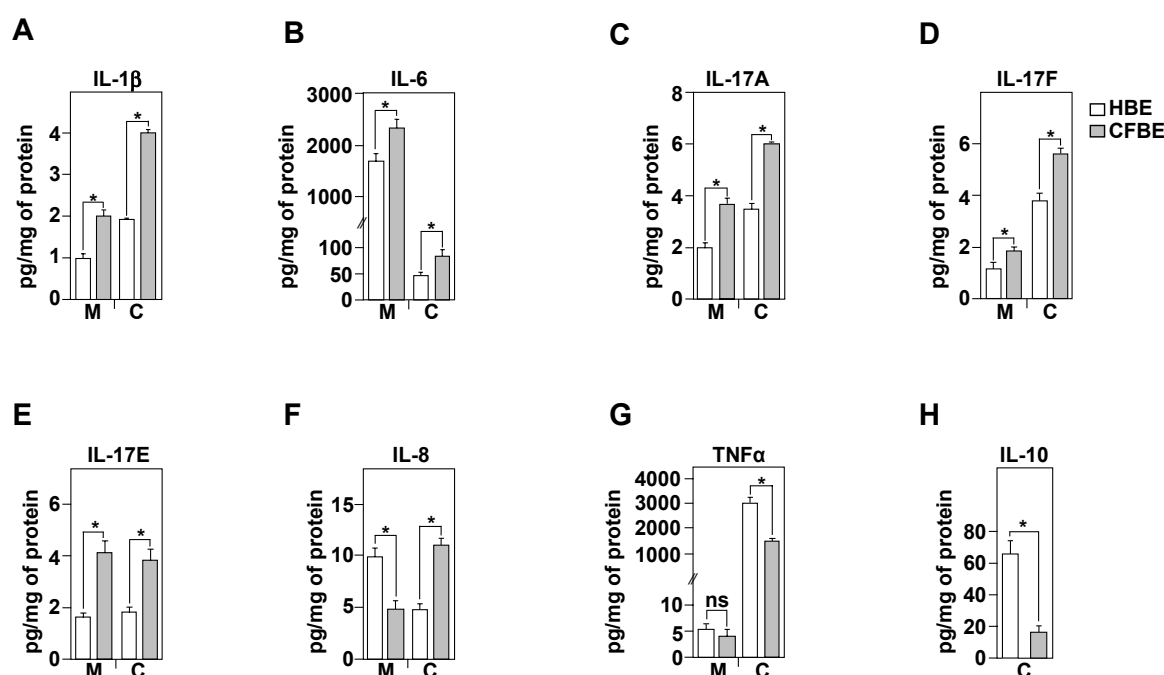 A
IL-1β
pg/mg of protein
4
3
2
1
0
*
*
M C
B
IL-6
pg/mg of protein
3000
2000
1000
100
50
0
*
*
M C
C
IL-17A
pg/mg of protein
8
6
4
2
0
*
*
M C
D
IL-17F
pg/mg of protein
6
4
2
0
*
*
M C
HBE
CFBE
E
IL-17E
pg/mg of protein
6
4
2
0
*
*
M C
F
IL-8
pg/mg of protein
15
10
5
0
*
*
M C
G
TNFα
pg/mg of protein
4000
3000
2000
1000
10
5
0
ns
*
M C
H
IL-10
pg/mg of protein
80
60
40
20
0
*
C